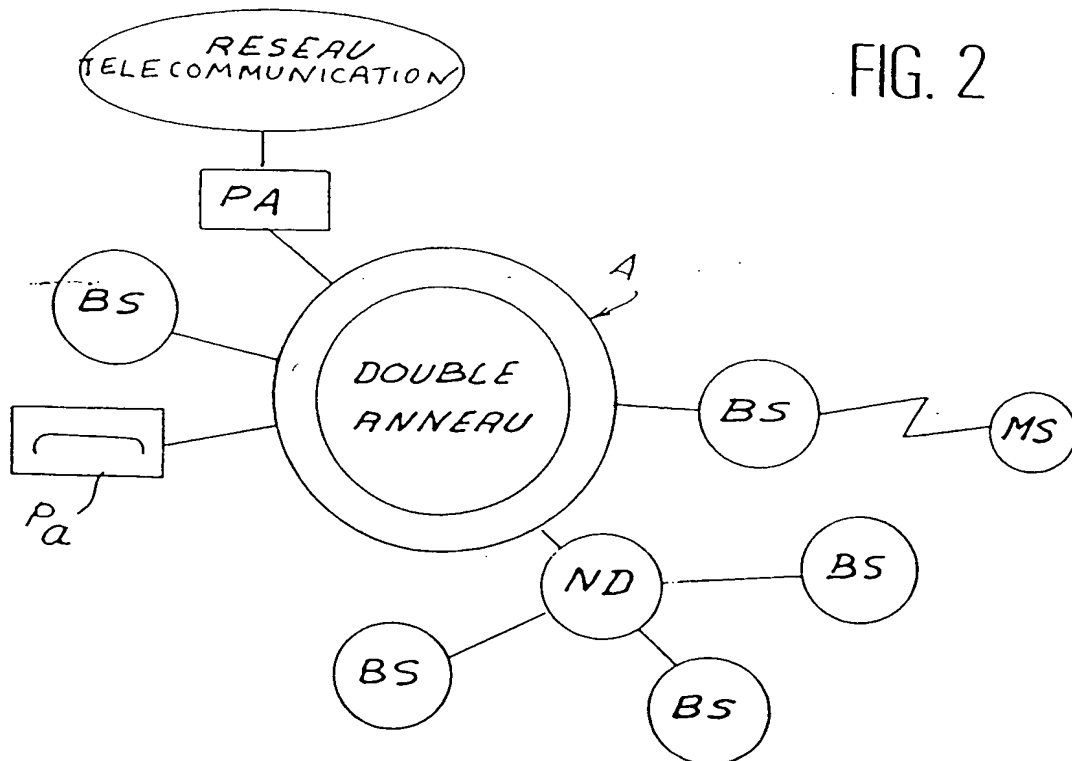 RESEAU
TELECOMMUNICATION
FIG. 2
PA
A
BS
DOUBLE
ANNEAU
BS
MS
Pa
ND
BS
BS
BS